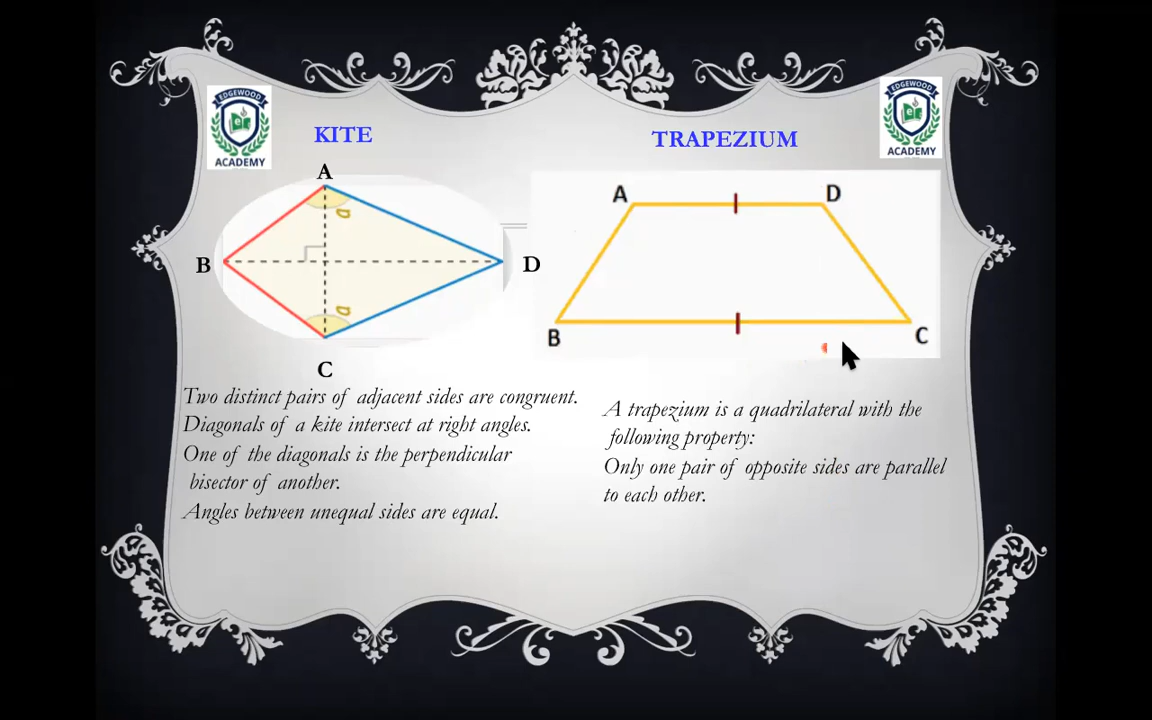 EDGEWOOD
ACADEMY
KITE
A
a
B
D
a
C
Two distinct pairs of adjacent sides are congruent.
Diagonals of a kite intersect at right angles.
One of the diagonals is the perpendicular
bisector of another.
Angles between unequal sides are equal.
EDGEWOOD
ACADEMY
TRAPEZIUM
A
D
B
C
A trapezium is a quadrilateral with the
following property:
Only one pair of opposite sides are parallel
to each other.